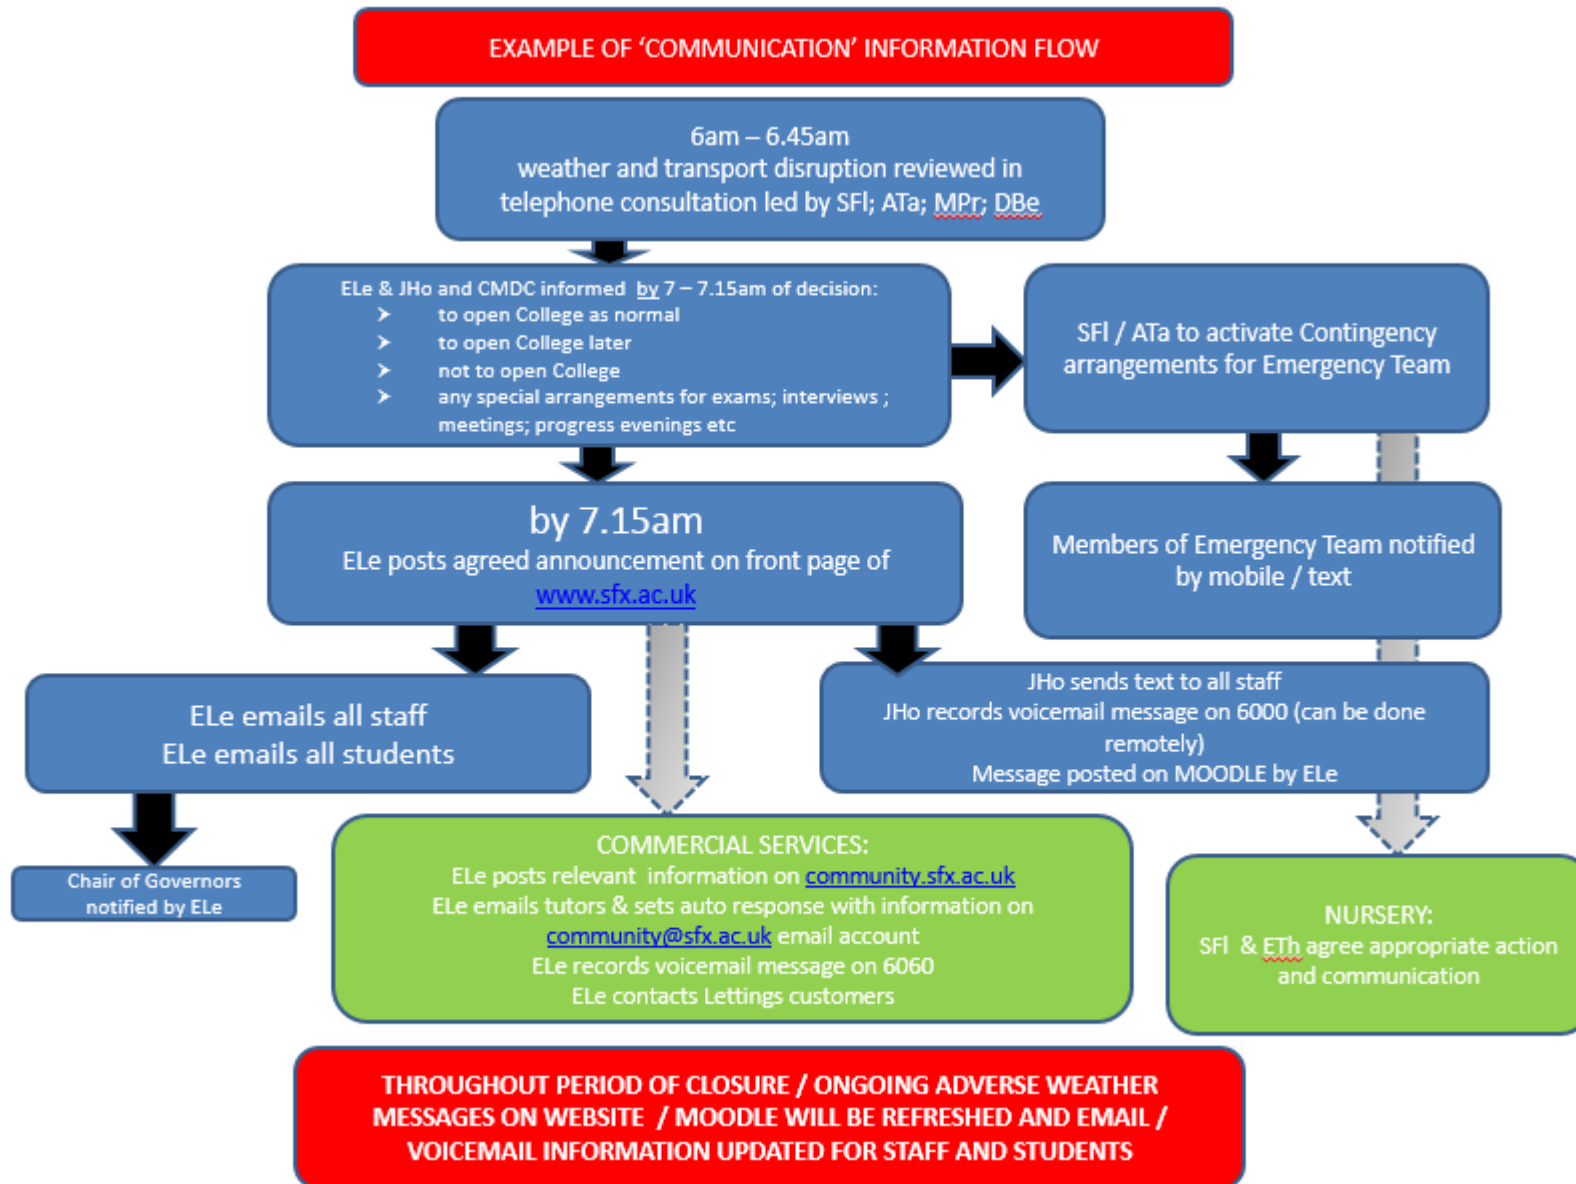 EXAMPLE OF ‘COMMUNICATION’ INFORMATION FLOW
6am – 6.45am
weather and transport disruption reviewed in
telephone consultation led by SFl; ATa; MPr; DBe
ELe & JHo and CMDC informed by 7 – 7.15am of decision:
➤ to open College as normal
➤ to open College later
➤ not to open College
➤ any special arrangements for exams; interviews ;
meetings; progress evenings etc
SFl / ATa to activate Contingency
arrangements for Emergency Team
by 7.15am
ELe posts agreed announcement on front page of
www.sfx.ac.uk
Members of Emergency Team notified
by mobile / text
ELe emails all staff
ELe emails all students
JHo sends text to all staff
JHo records voicemail message on 6000 (can be done
remotely)
Message posted on MOODLE by ELe
Chair of Governors
notified by ELe
COMMERCIAL SERVICES:
ELe posts relevant information on community.sfx.ac.uk
ELe emails tutors & sets auto response with information on
community@sfx.ac.uk email account
ELe records voicemail message on 6060
ELe contacts Lettings customers
NURSERY:
SFl & ETh agree appropriate action
and communication
THROUGHOUT PERIOD OF CLOSURE / ONGOING ADVERSE WEATHER
MESSAGES ON WEBSITE / MOODLE WILL BE REFRESHED AND EMAIL /
VOICEMAIL INFORMATION UPDATED FOR STAFF AND STUDENTS